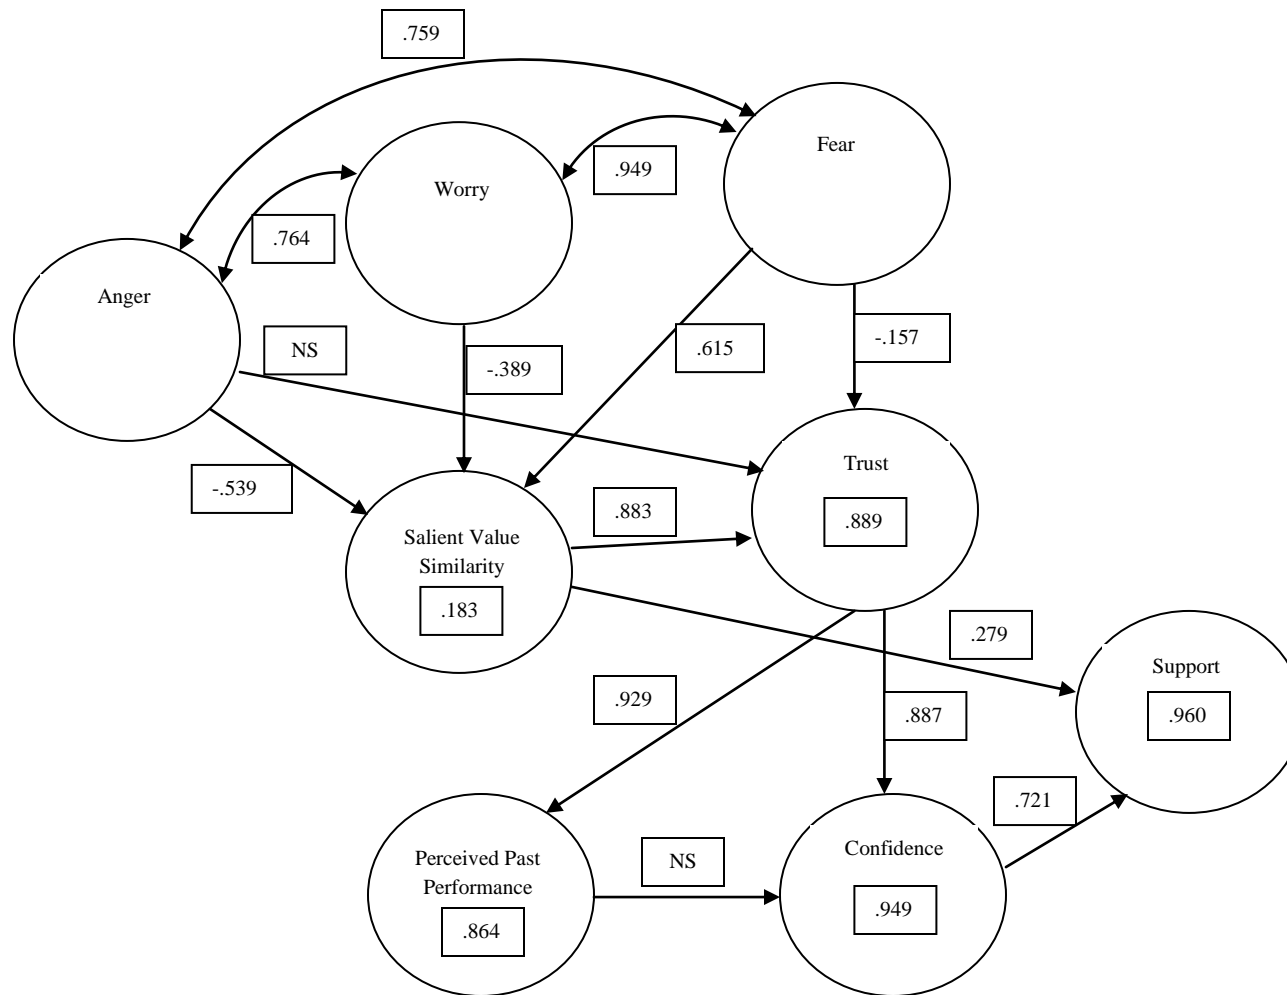 .759
Fear
.949
Worry
.764
Anger
NS
-.389
.615
-.157
Trust
.889
-.539
.883
Salient Value
Similarity
.183
.279
Support
.960
.929
.887
.721
Perceived Past
Performance
.864
NS
Confidence
.949